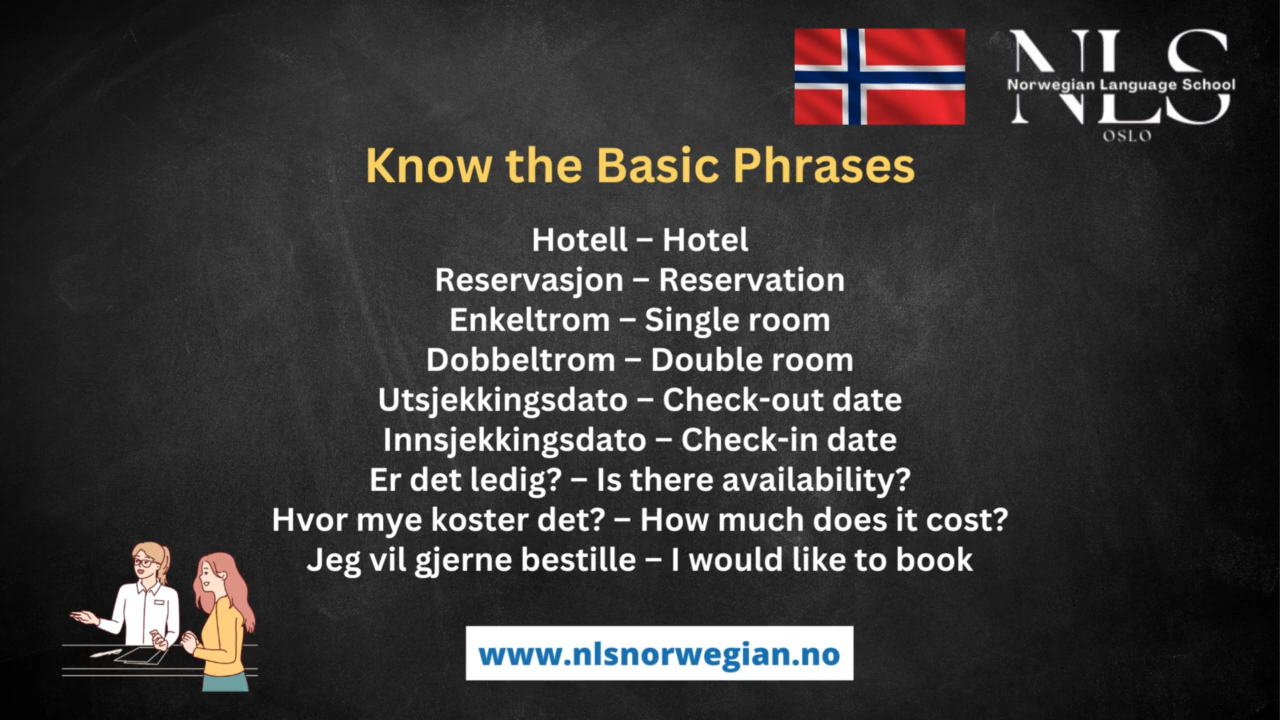 NLS
Norwegian Language School
OSLO
Know the Basic Phrases
Hotell – Hotel
Reservasjon – Reservation
Enkeltrom – Single room
Dobbeltrom – Double room
Utsjekkingsdato – Check-out date
Innsjekkingsdato – Check-in date
Er det ledig? – Is there availability?
Hvor mye koster det? – How much does it cost?
Jeg vil gjerne bestille – I would like to book
www.nlsnorwegian.no